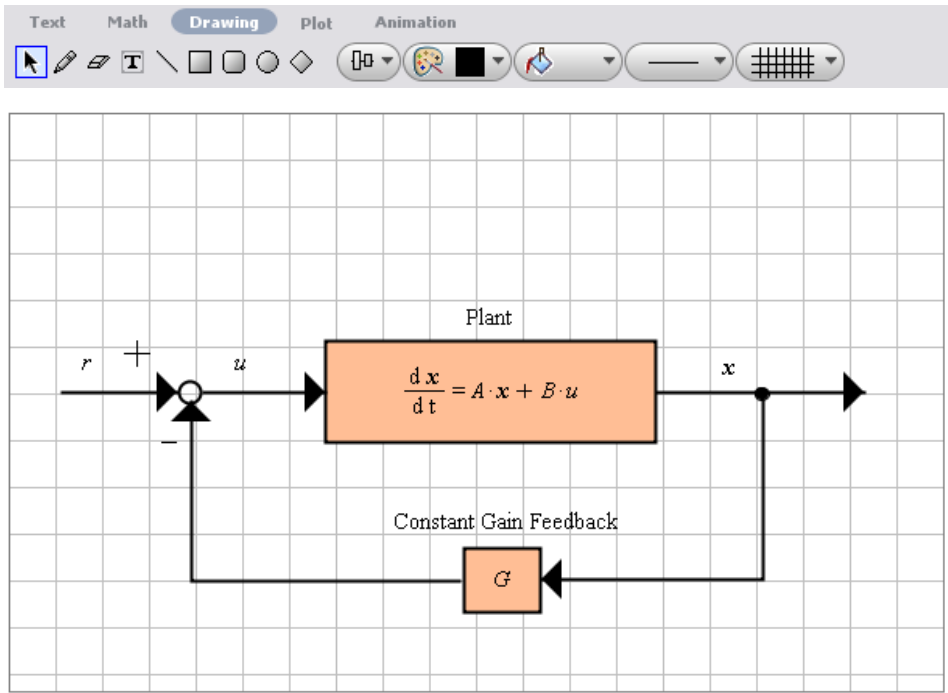 Text Math Drawing Plot Animation
T
Plant
r + u
dx/dt = A·x + B·u
x
−
Constant Gain Feedback
G